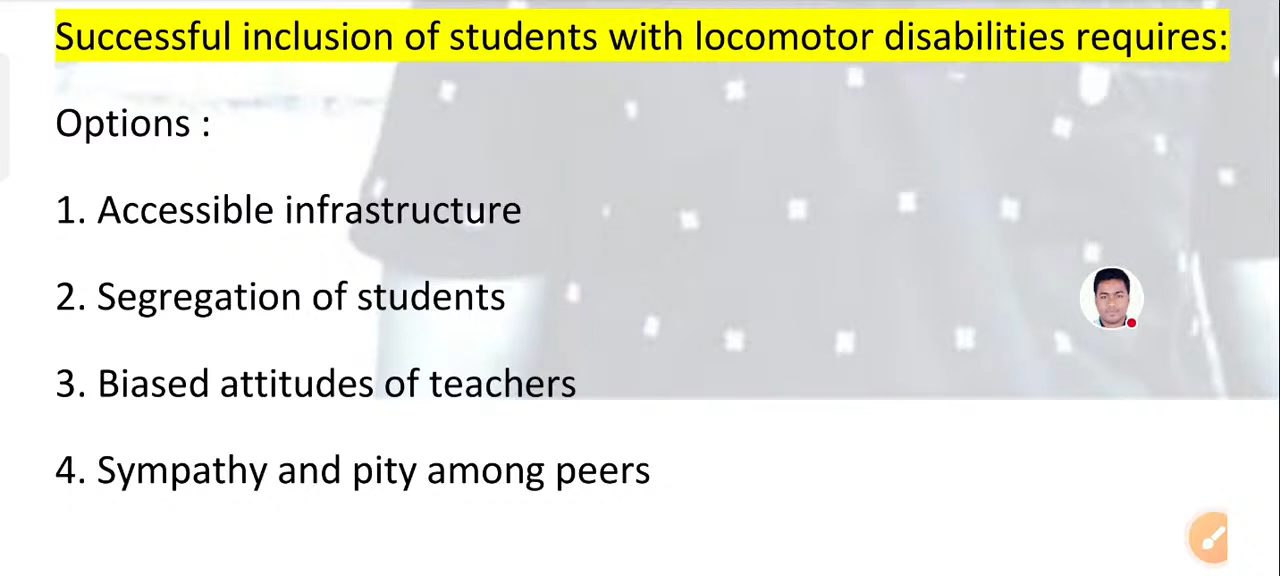 Successful inclusion of students with locomotor disabilities requires:
Options :
1. Accessible infrastructure
2. Segregation of students
3. Biased attitudes of teachers
4. Sympathy and pity among peers